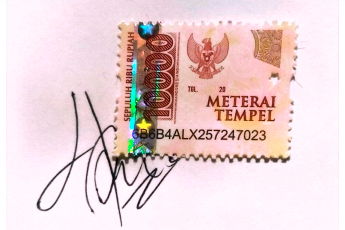 SEPULUH RIBU RUPIAH
10000
TGL. 20
METERAI
TEMPEL
6B6B4ALX257247023